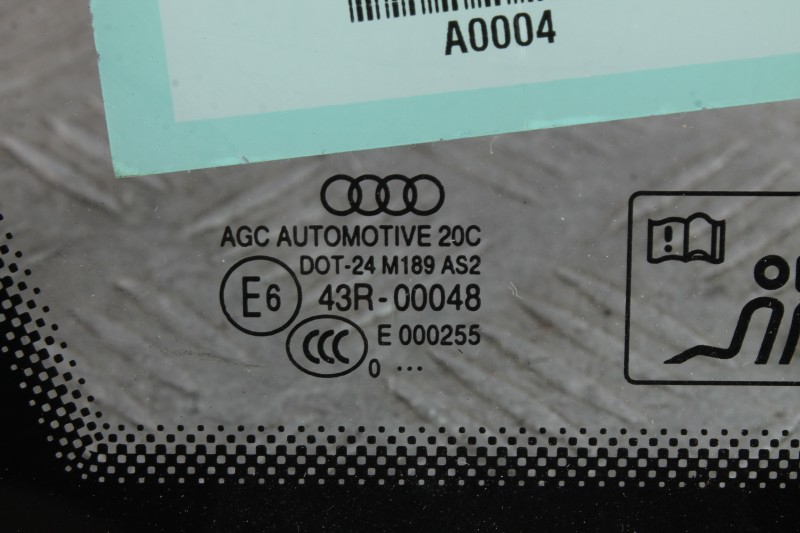 A0004
AGC AUTOMOTIVE 20C
DOT-24 M189 AS2
E6 43R-00048
CCC E 000255
0 ...